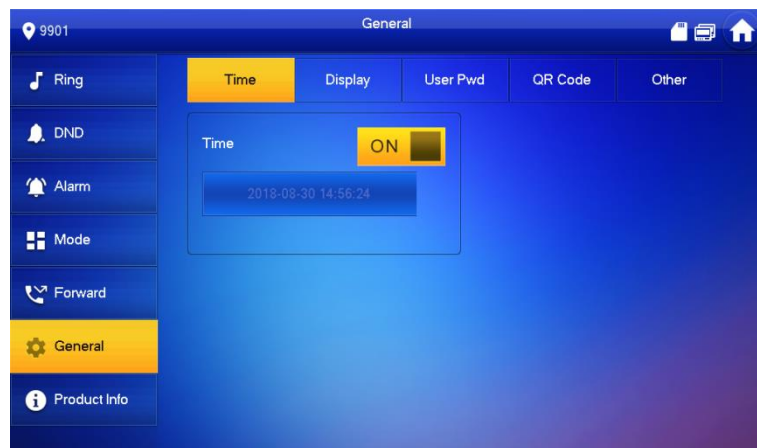 9901
General
Ring
Time
Display
User Pwd
QR Code
Other
DND
Time
ON
Alarm
2018-08-30 14:56:24
Mode
Forward
General
Product Info